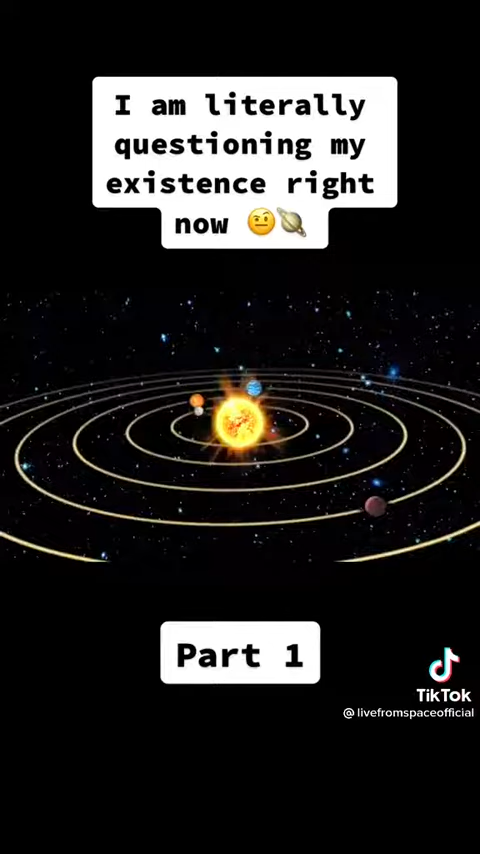 I am literally
questioning my
existence right
now 🤨🪐
Part 1
TikTok
@livefromspaceofficial